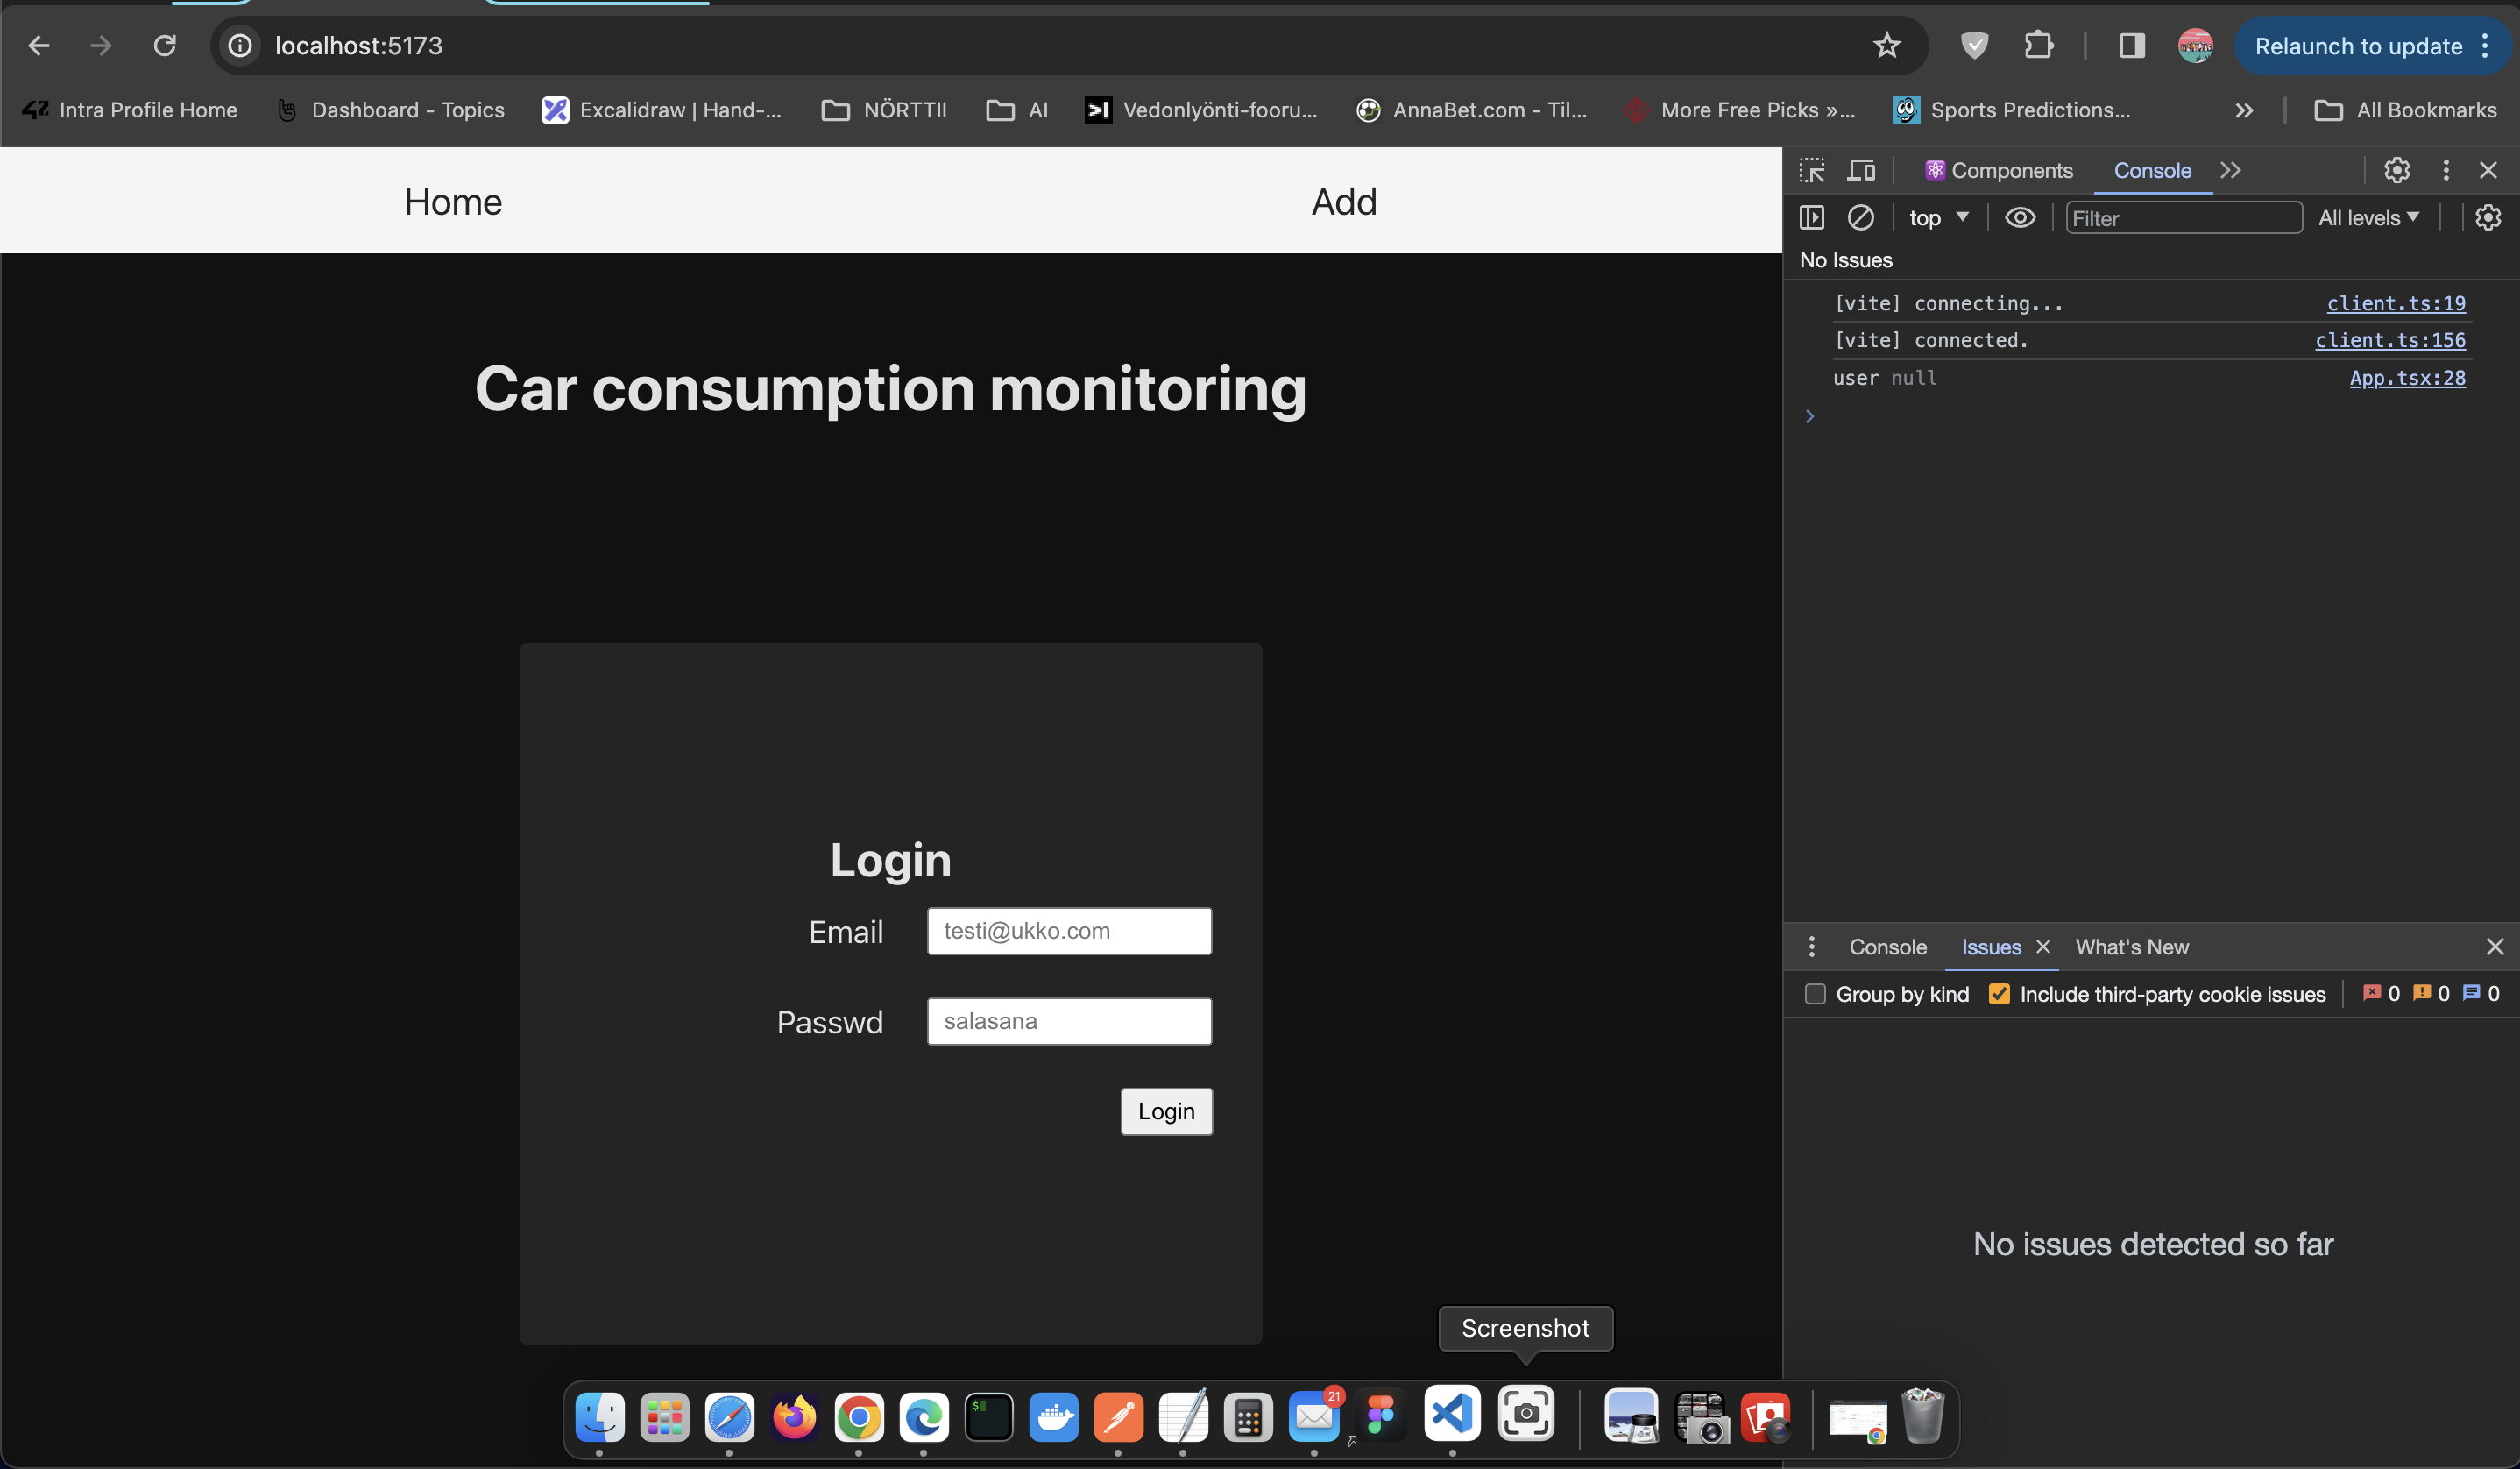 localhost:5173
Relaunch to update
Intra Profile Home
Dashboard - Topics
Excalidraw | Hand-...
NÖRTTII
AI
Vedonlyönti-fooru...
AnnaBet.com - Til...
More Free Picks »...
Sports Predictions...
All Bookmarks
Home
Add
Components
Console
top
Filter
All levels
No Issues
[vite] connecting... client.ts:19
[vite] connected. client.ts:156
user null App.tsx:28
Car consumption monitoring
Login
Email testi@ukko.com
Passwd salasana
Login
Console
Issues
What's New
Group by kind
Include third-party cookie issues
0
0
0
No issues detected so far
Screenshot
21